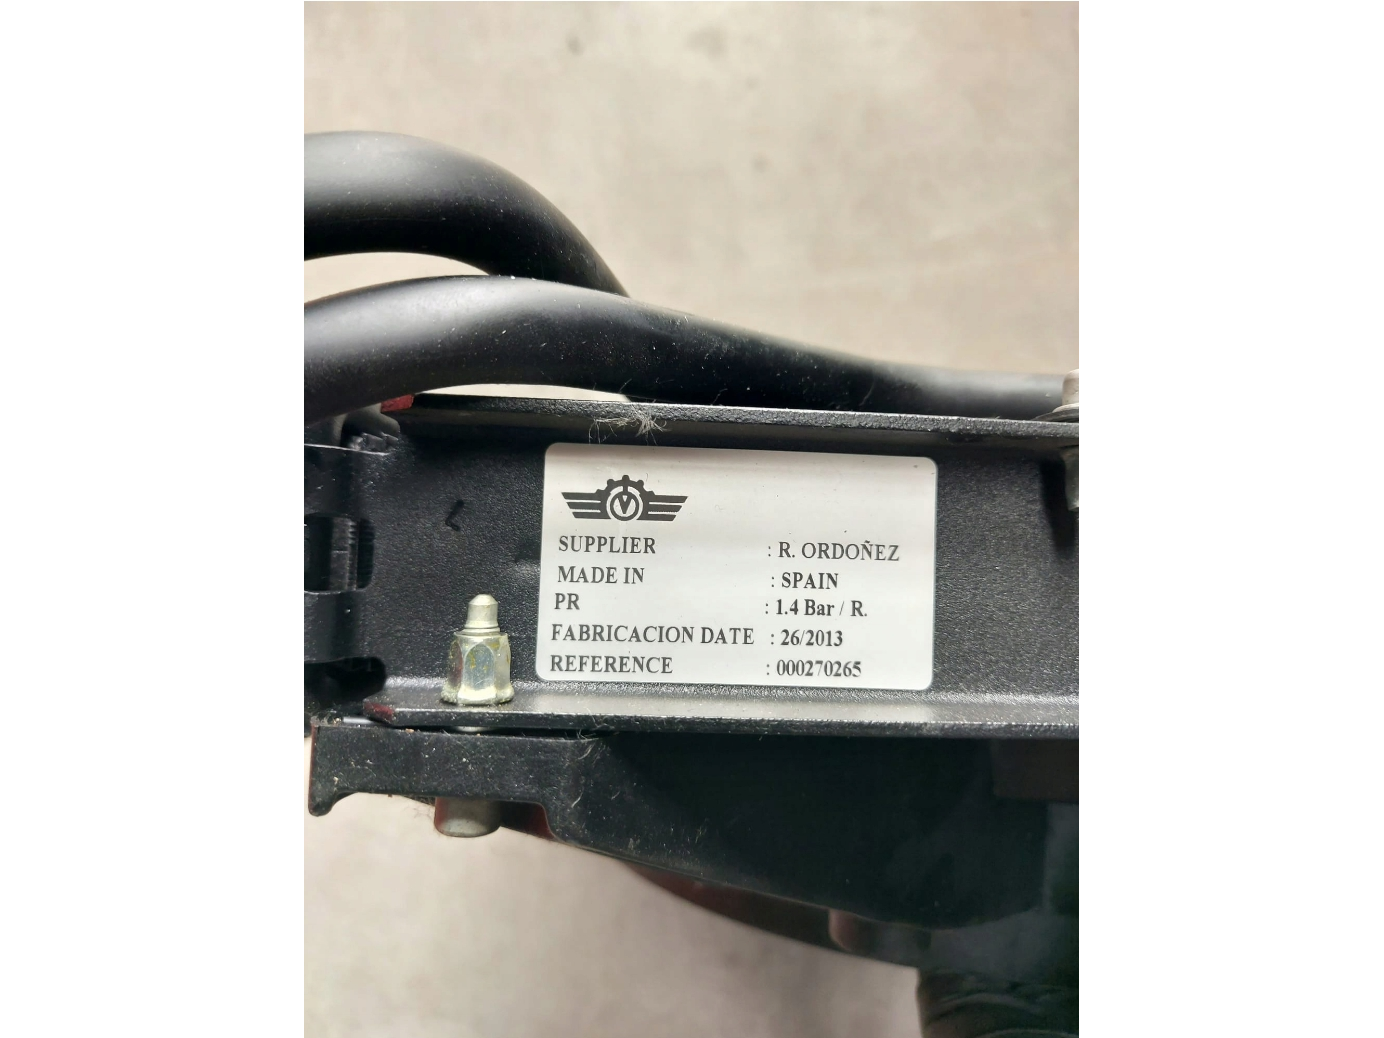 SUPPLIER : R. ORDOÑEZ
MADE IN : SPAIN
PR : 1.4 Bar / R.
FABRICACION DATE : 26/2013
REFERENCE : 000270265